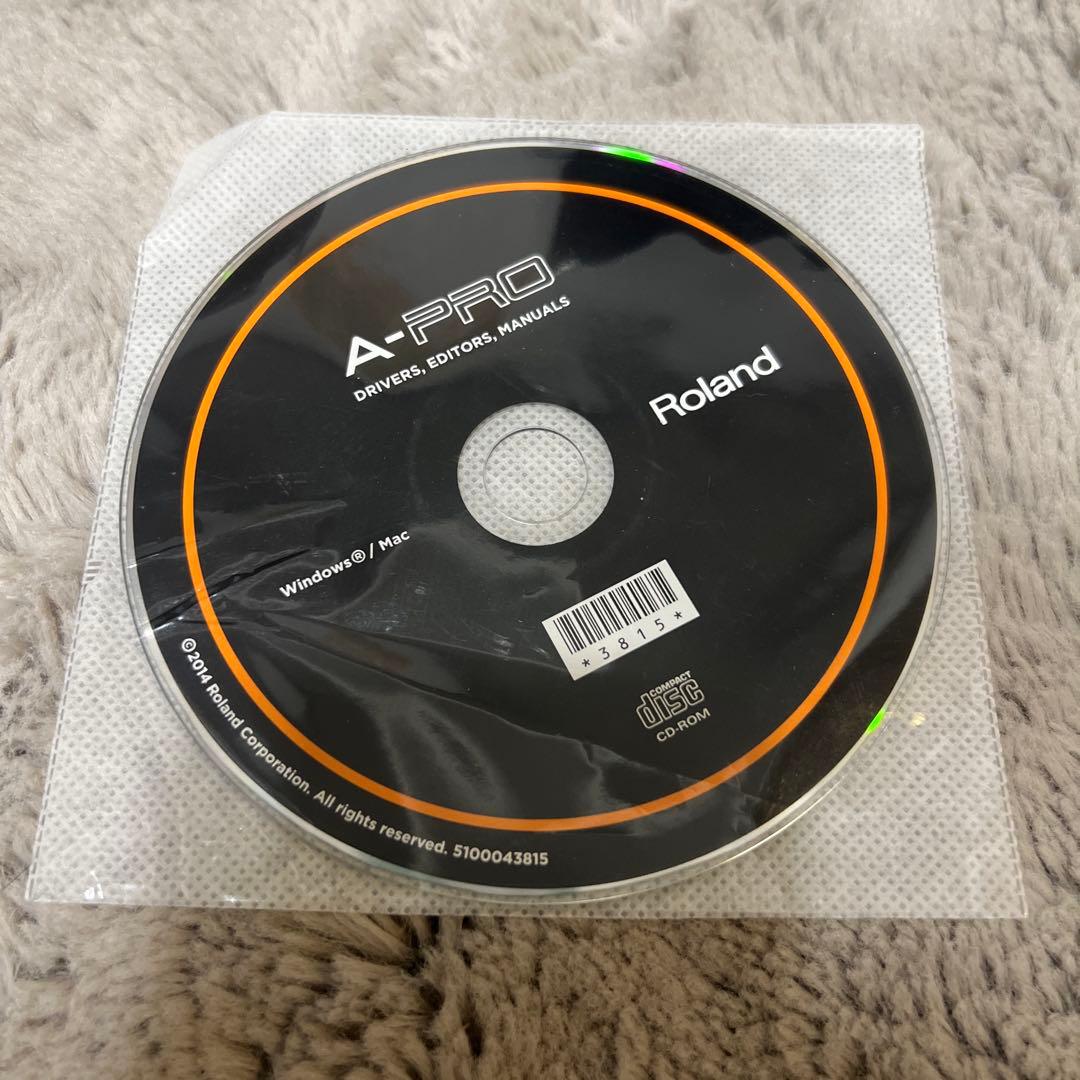 A-PRO
DRIVERS, EDITORS, MANUALS
Roland
Windows® / Mac
*3815*
COMPACT
disc
CD-ROM
©2014 Roland Corporation. All rights reserved. 5100043815